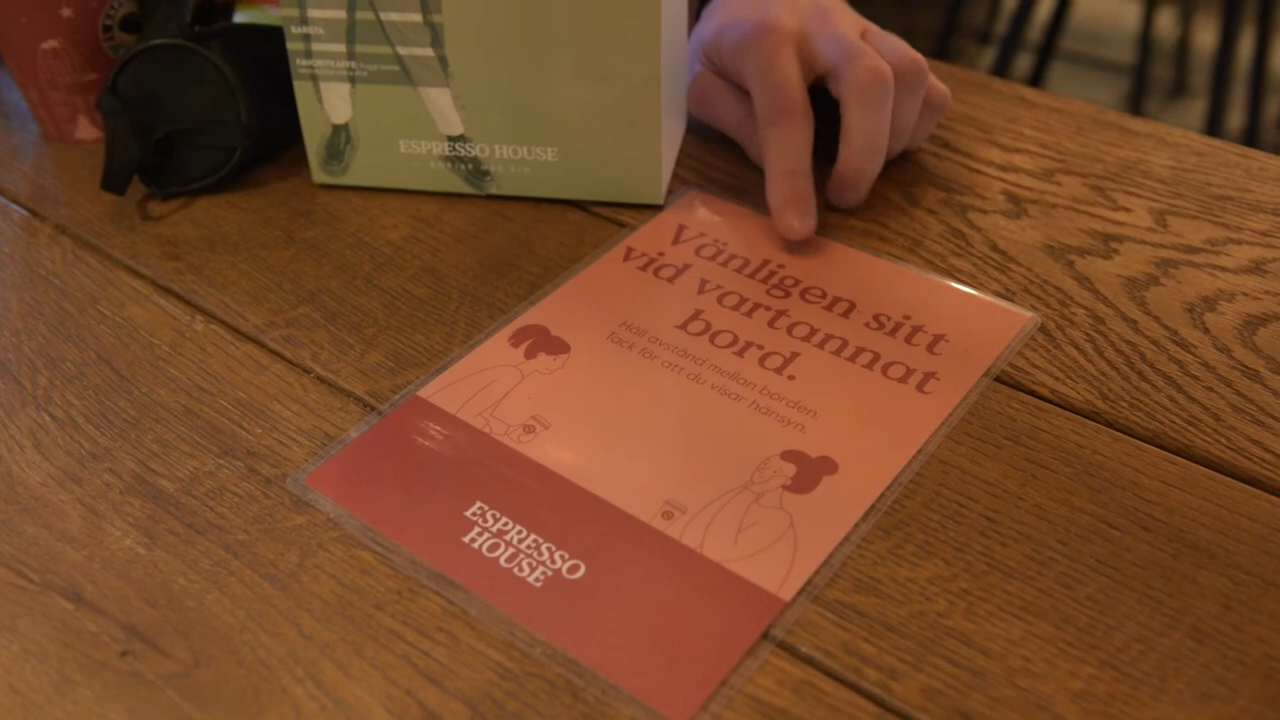 BARISTA
FAVORITKAFFE:
ESPRESSO HOUSE
Vänligen sitt
vid vartannat
bord.
Håll avstånd mellan borden.
Tack för att du visar hänsyn.
ESPRESSO
HOUSE